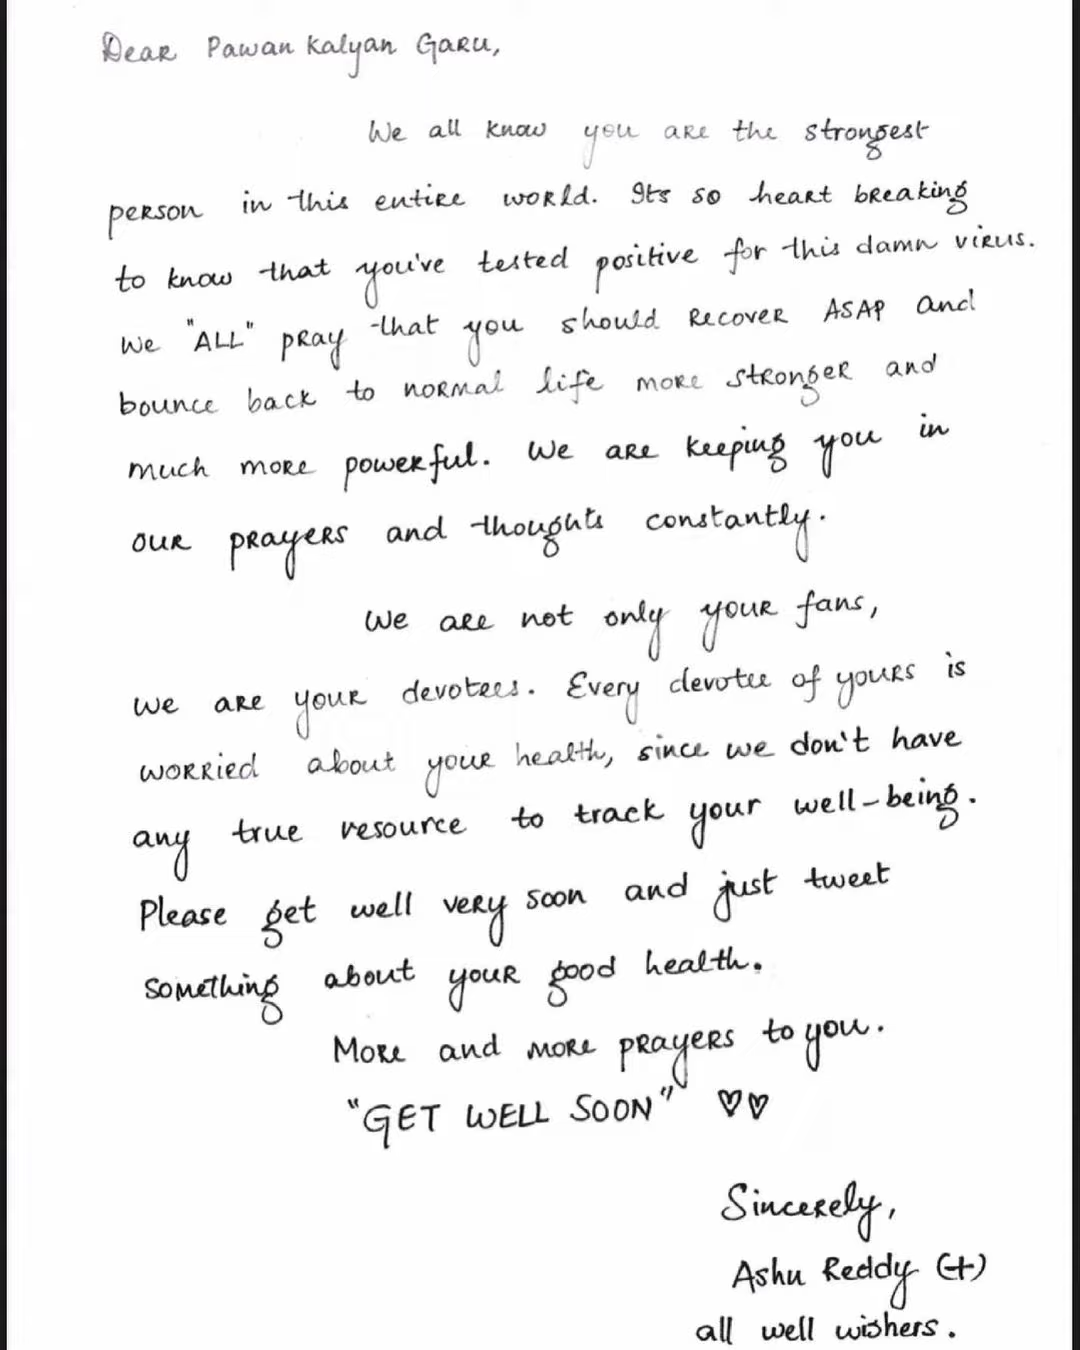 Dear Pawan Kalyan Garu,
We all know you are the strongest
person in this entire world. Its so heart breaking
to know that you've tested positive for this damn virus.
We "ALL" pray that you should recover ASAP and
bounce back to normal life more stronger and
much more powerful. We are keeping you in
our prayers and thoughts constantly.
We are not only your fans,
we are your devotees. Every devotee of yours is
worried about your health, since we don't have
any true resource to track your well-being.
Please get well very soon and just tweet
something about your good health.
More and more prayers to you.
"GET WELL SOON" ♡♡
Sincerely,
Ashu Reddy (+)
all well wishers.